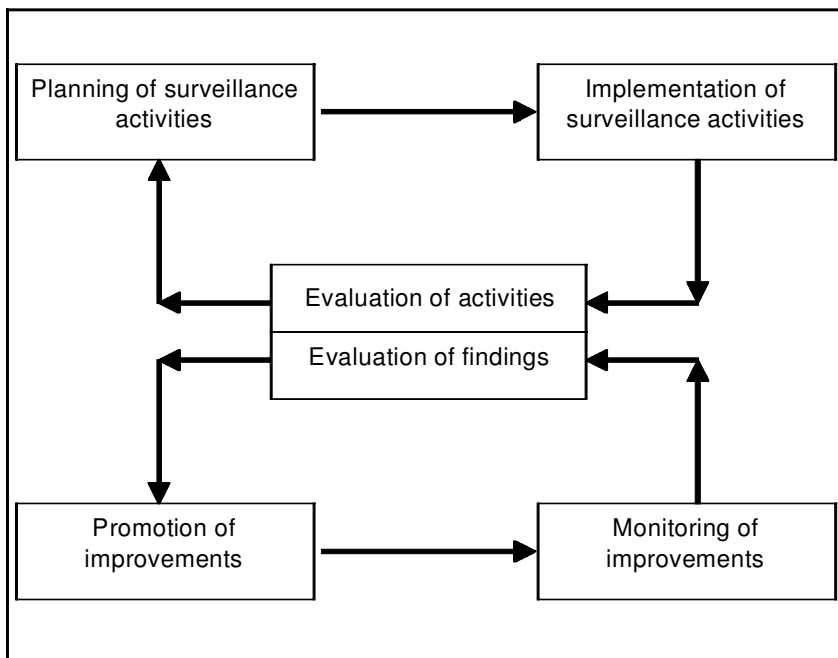 Planning of surveillance
activities
Implementation of
surveillance activities
Evaluation of activities
Evaluation of findings
Promotion of
improvements
Monitoring of
improvements